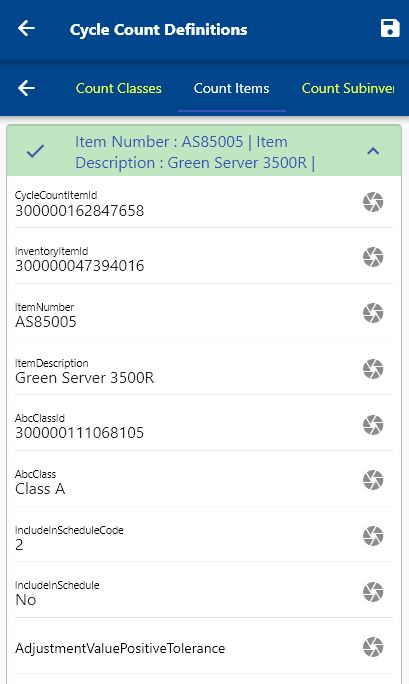 Cycle Count Definitions
Count Classes Count Items Count Subinver
Item Number : AS85005 | Item
Description : Green Server 3500R |
CycleCountItemId
300000162847658
InventoryItemId
300000047394016
ItemNumber
AS85005
ItemDescription
Green Server 3500R
AbcClassId
300000111068105
AbcClass
Class A
IncludeInScheduleCode
2
IncludeInSchedule
No
AdjustmentValuePositiveTolerance